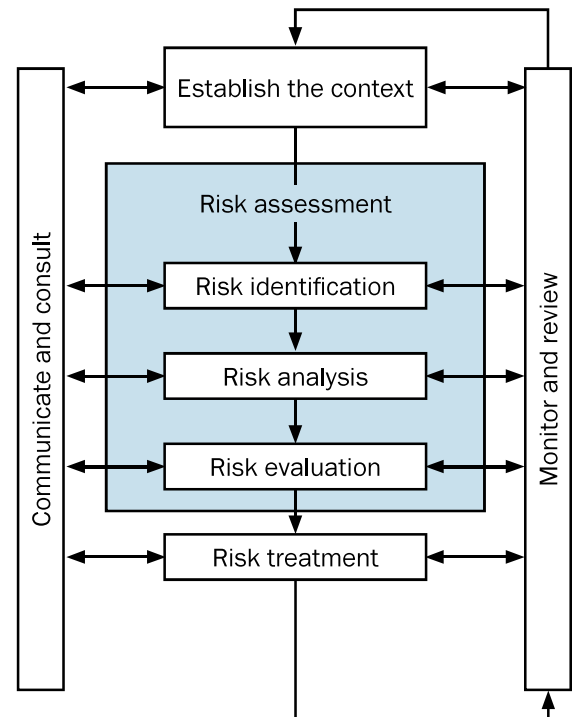 Establish the context
Risk assessment
Risk identification
Risk analysis
Risk evaluation
Risk treatment
Communicate and consult
Monitor and review